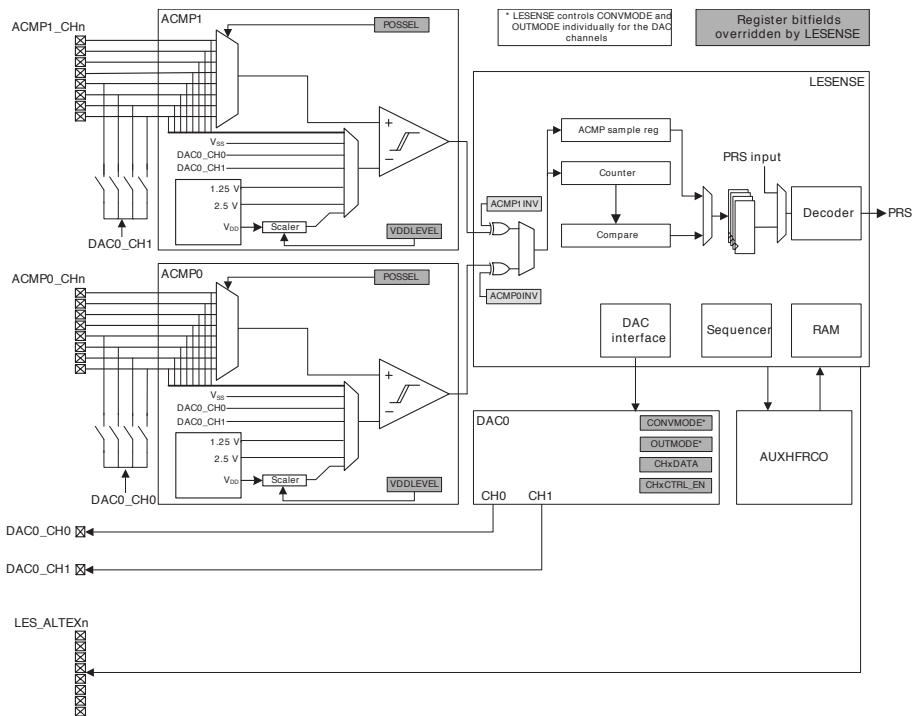 ACMP1_CHn
ACMP1
POSSEL
VSS
DAC0_CH0
DAC0_CH1
1.25 V
2.5 V
VDD
Scaler
VDDLEVEL
DAC0_CH1
* LESENSE controls CONVMODE and
OUTMODE individually for the DAC
channels
Register bitfields
overridden by LESENSE
LESENSE
ACMP sample reg
Counter
Compare
ACMP1INV
ACMP0INV
PRS input
Decoder
PRS
DAC
interface
Sequencer
RAM
ACMP0_CHn
ACMP0
POSSEL
VSS
DAC0_CH0
DAC0_CH1
1.25 V
2.5 V
VDD
Scaler
VDDLEVEL
DAC0_CH0
DAC0
CONVMODE*
OUTMODE*
CHxDATA
CHxCTRL_EN
CH0
CH1
AUXHFRCO
DAC0_CH0
DAC0_CH1
LES_ALTEXn